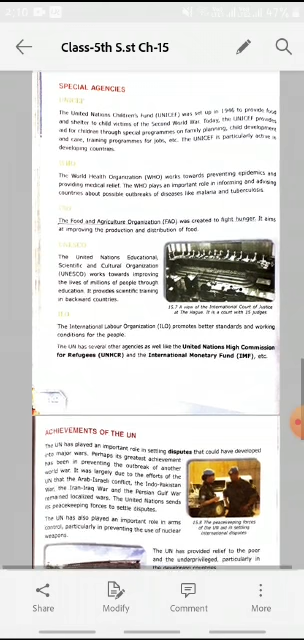 Class-5th S.st Ch-15
SPECIAL AGENCIES
UNICEF
The United Nations Children's Fund (UNICEF) was set up in 1946 to provide food
and shelter to child victims of the Second World War. Today, the UNICEF provides
aid for children through special programmes on family planning, child development
and care, training programmes for jobs, etc. The UNICEF is particularly active in
developing countries.
The World Health Organization (WHO) works towards preventing epidemics and
providing medical relief. The WHO plays an important role in informing and advising
countries about possible outbreaks of diseases like malaria and tuberculosis.
The Food and Agriculture Organization (FAO) was created to fight hunger. It aims
at improving the production and distribution of food.
UNESCO
The United Nations Educational,
Scientific and Cultural Organization
(UNESCO) works towards improving
the lives of millions of people through
education. It provides scientific training
in backward countries.
15.7 A view of the International Court of Justice
at The Hague. It is a court with 15 judges
ILO
The International Labour Organization (ILO) promotes better standards and working
conditions for the people.
The UN has several other agencies as well like the United Nations High Commission
for Refugees (UNHCR) and the International Monetary Fund (IMF), etc.
ACHIEVEMENTS OF THE UN
The UN has played an important role in settling disputes that could have developed
into major wars. Perhaps its greatest achievement
has been in preventing the outbreak of another
world war. It was largely due to the efforts of the
UN that the Arab-Israeli conflict, the Indo-Pakistan
War, the Iran-Iraq War and the Persian Gulf War
remained localized wars. The United Nations sends
its peacekeeping forces to settle disputes.
15.8 The peacekeeping forces
of the UN aid in settling
international disputes
The UN has also played an important role in arms
control, particularly in preventing the use of nuclear
weapons.
The UN has provided relief to the poor
and the underprivileged, particularly in
the developing countries
Share
Modify
Comment
More